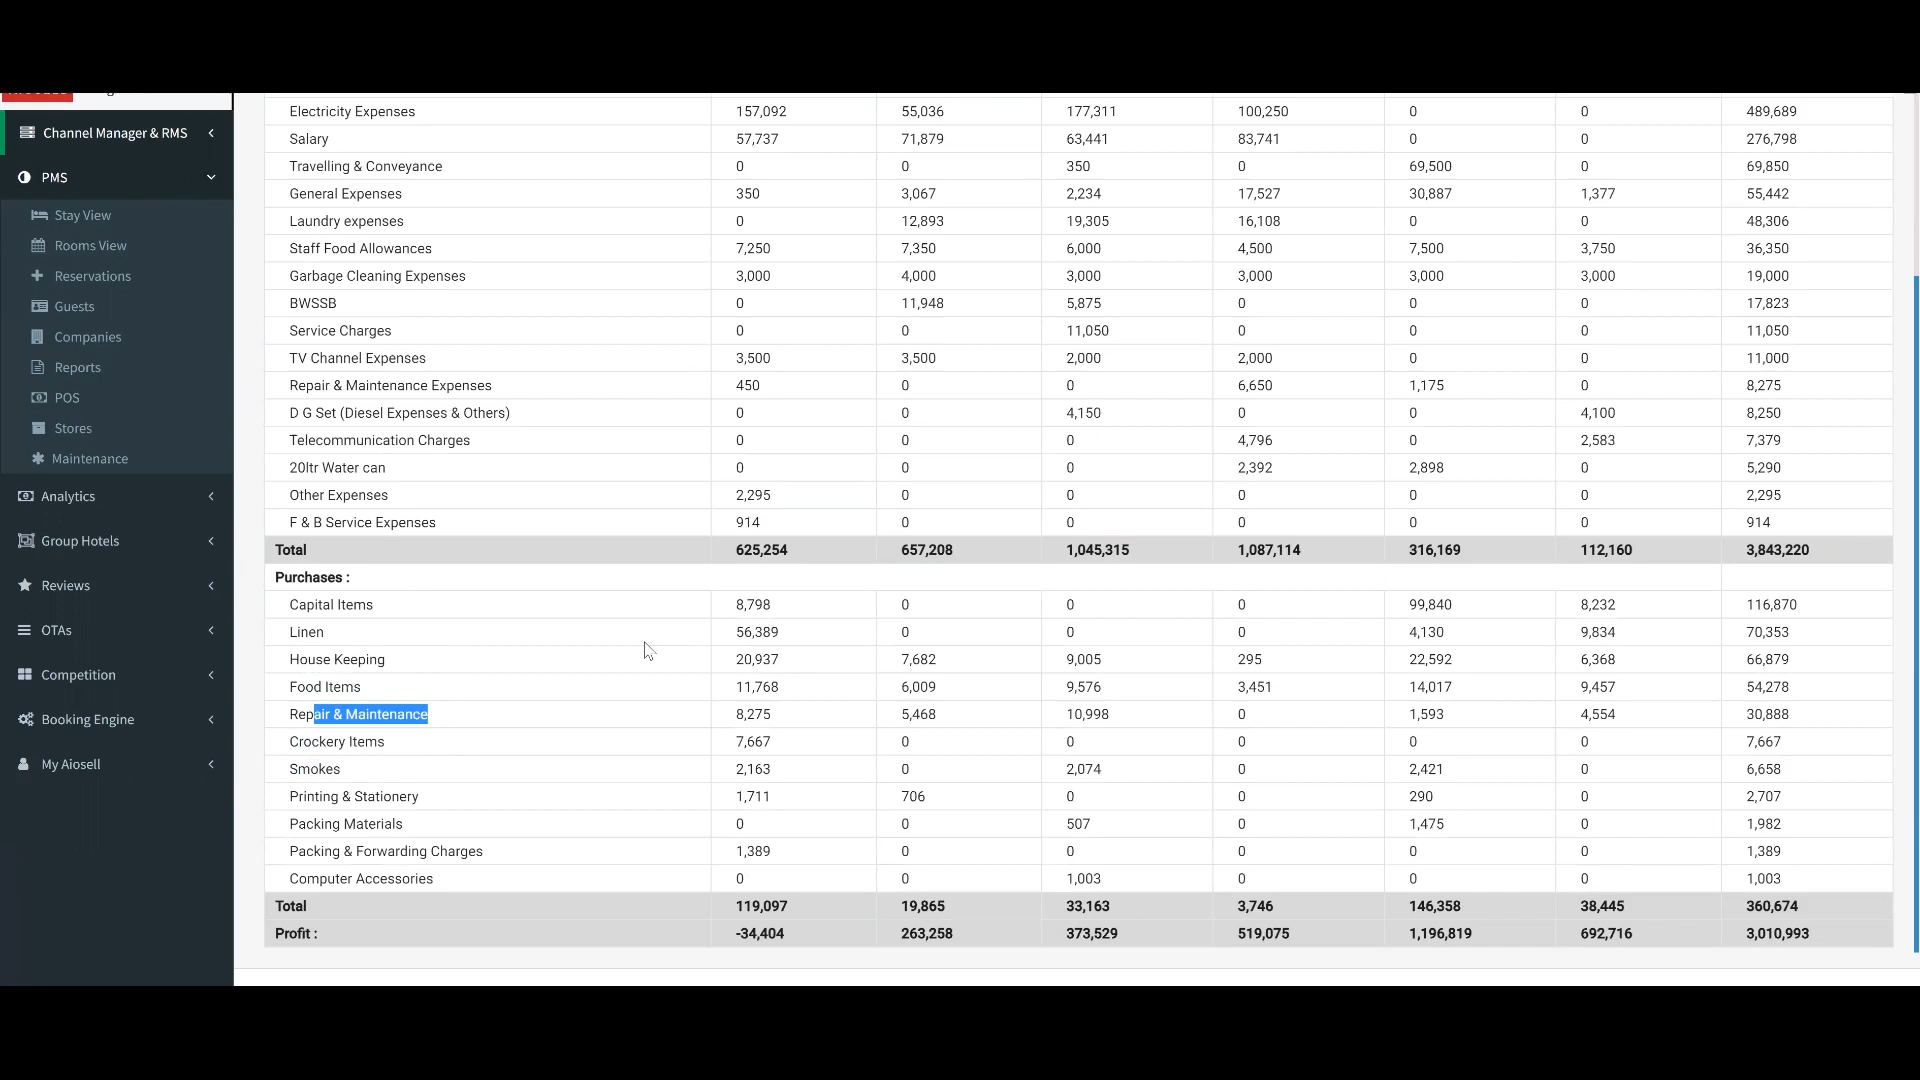 Channel Manager & RMS
PMS
Stay View
Rooms View
Reservations
Guests
Companies
Reports
POS
Stores
Maintenance
Analytics
Group Hotels
Reviews
OTAs
Competition
Booking Engine
My Aiosell
Electricity Expenses 157,092 55,036 177,311 100,250 0 0 489,689
Salary 57,737 71,879 63,441 83,741 0 0 276,798
Travelling & Conveyance 0 0 350 0 69,500 0 69,850
General Expenses 350 3,067 2,234 17,527 30,887 1,377 55,442
Laundry expenses 0 12,893 19,305 16,108 0 0 48,306
Staff Food Allowances 7,250 7,350 6,000 4,500 7,500 3,750 36,350
Garbage Cleaning Expenses 3,000 4,000 3,000 3,000 3,000 3,000 19,000
BWSSB 0 11,948 5,875 0 0 0 17,823
Service Charges 0 0 11,050 0 0 0 11,050
TV Channel Expenses 3,500 3,500 2,000 2,000 0 0 11,000
Repair & Maintenance Expenses 450 0 0 6,650 1,175 0 8,275
D G Set (Diesel Expenses & Others) 0 0 4,150 0 0 4,100 8,250
Telecommunication Charges 0 0 0 4,796 0 2,583 7,379
20ltr Water can 0 0 0 2,392 2,898 0 5,290
Other Expenses 2,295 0 0 0 0 0 2,295
F & B Service Expenses 914 0 0 0 0 0 914
Total 625,254 657,208 1,045,315 1,087,114 316,169 112,160 3,843,220
Purchases :
Capital Items 8,798 0 0 0 99,840 8,232 116,870
Linen 56,389 0 0 0 4,130 9,834 70,353
House Keeping 20,937 7,682 9,005 295 22,592 6,368 66,879
Food Items 11,768 6,009 9,576 3,451 14,017 9,457 54,278
Repair & Maintenance 8,275 5,468 10,998 0 1,593 4,554 30,888
Crockery Items 7,667 0 0 0 0 0 7,667
Smokes 2,163 0 2,074 0 2,421 0 6,658
Printing & Stationery 1,711 706 0 0 290 0 2,707
Packing Materials 0 0 507 0 1,475 0 1,982
Packing & Forwarding Charges 1,389 0 0 0 0 0 1,389
Computer Accessories 0 0 1,003 0 0 0 1,003
Total 119,097 19,865 33,163 3,746 146,358 38,445 360,674
Profit : -34,404 263,258 373,529 519,075 1,196,819 692,716 3,010,993